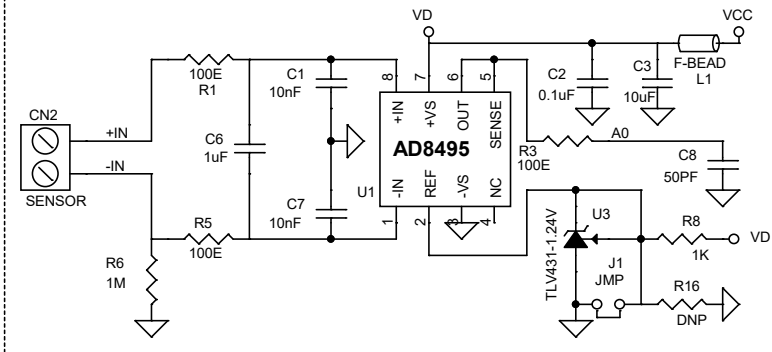 VD
VCC
100E
R1
C1
10nF
8
7
6
5
+IN
+VS
OUT
SENSE
C2
0.1uF
C3
10uF
F-BEAD
L1
CN2
+IN
-IN
SENSOR
C6
1uF
AD8495
R3
100E
A0
C8
50PF
U1
-IN
REF
-VS
NC
1
2
3
4
C7
10nF
R5
100E
R6
1M
TLV431-1.24V
U3
R8
1K
VD
J1
JMP
R16
DNP